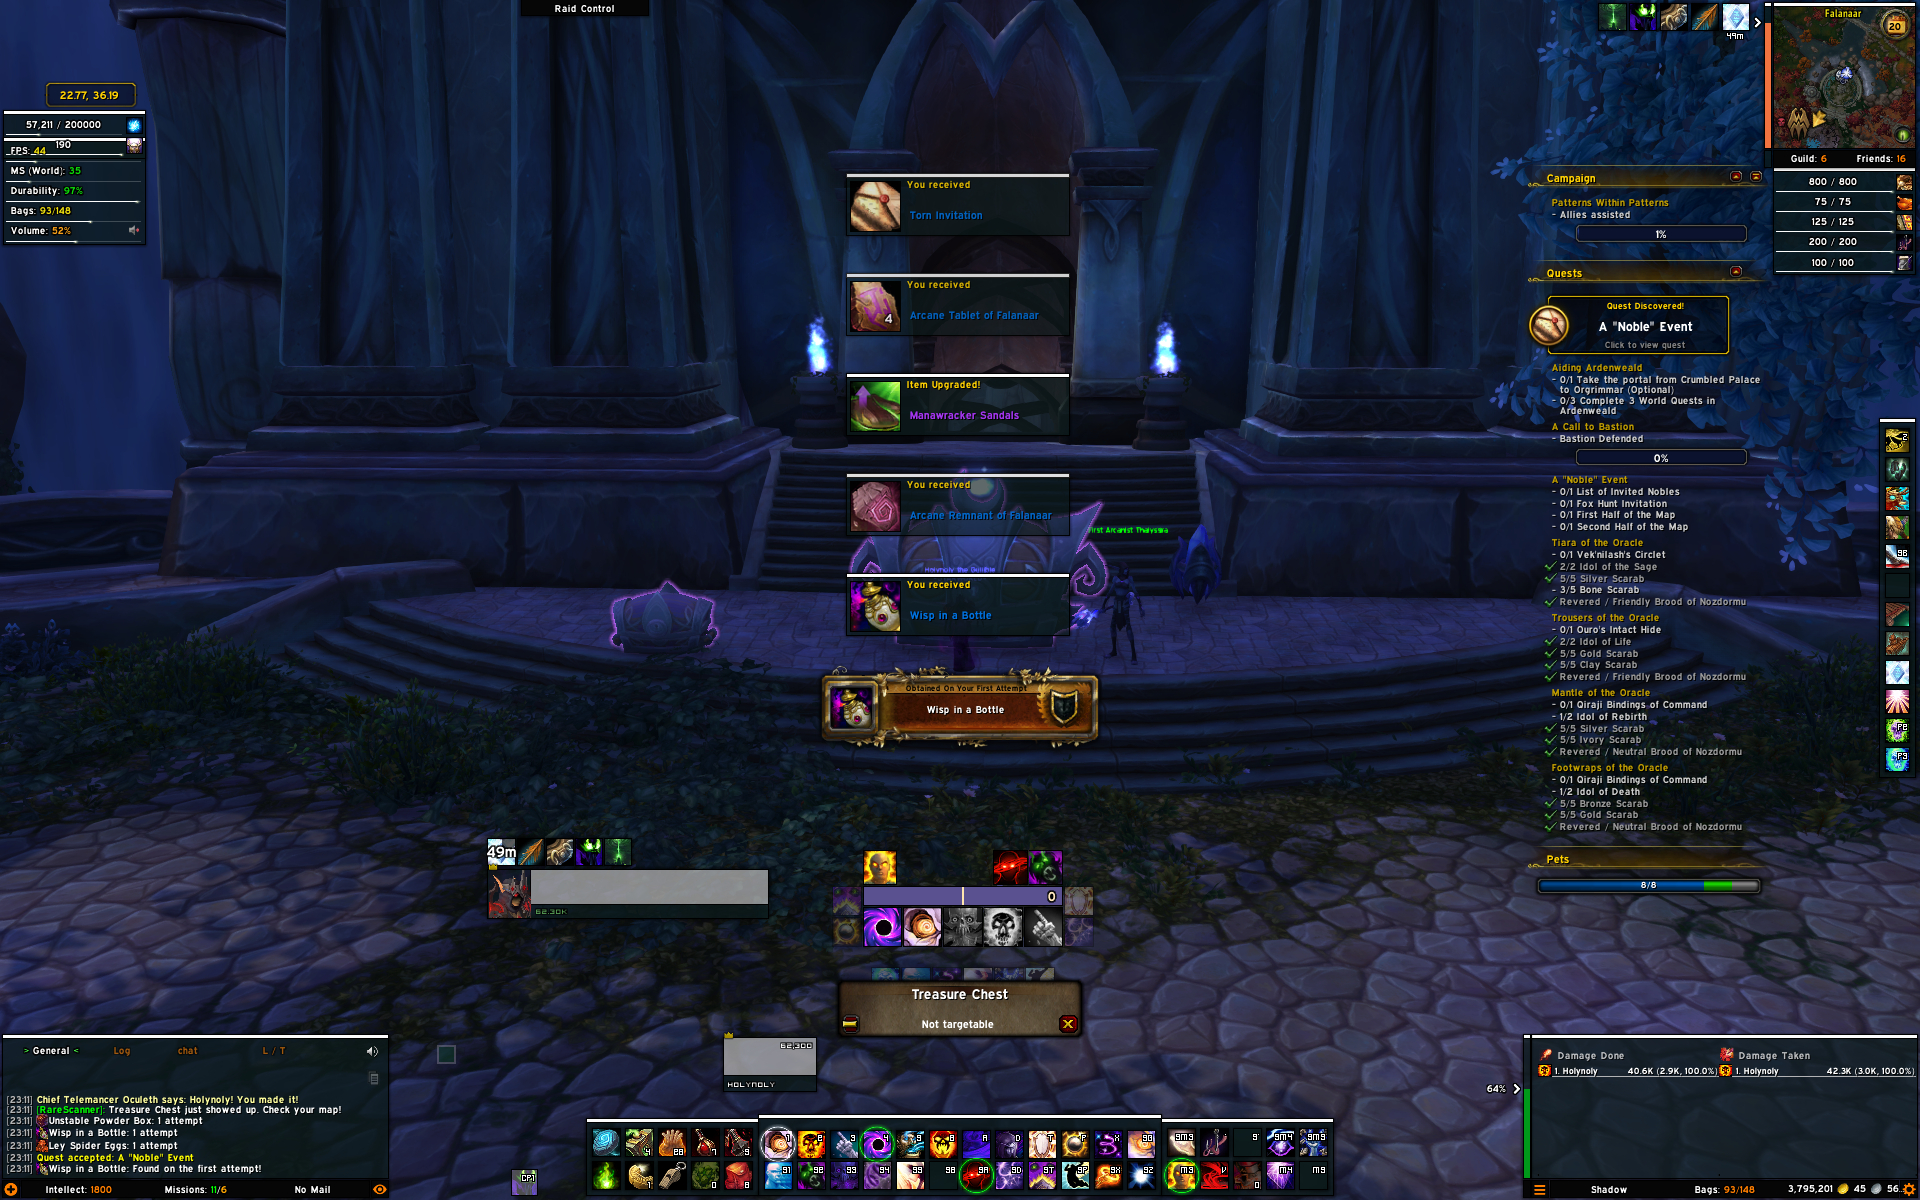 Raid Control
22.77, 36.19
57,211 / 200000
190
FPS: 44
MS (World): 35
Durability: 97%
Bags: 93/148
Volume: 52%
49m
Falanaar
20
Guild: 6 Friends: 16
800 / 800
75 / 75
125 / 125
200 / 200
100 / 100
You received
Torn Invitation
You received
4
Arcane Tablet of Falanaar
Item Upgraded!
Manawracker Sandals
You received
Arcane Remnant of Falanaar
First Arcanist Thalyssra
You received
Wisp in a Bottle
Obtained On Your First Attempt
Wisp in a Bottle
Campaign
Patterns Within Patterns
- Allies assisted
1%
Quests
Quest Discovered!
A "Noble" Event
Click to view quest
Aiding Ardenweald
- 0/1 Take the portal from Crumbled Palace
to Orgrimmar (Optional)
- 0/3 Complete 3 World Quests in
Ardenweald
A Call to Bastion
- Bastion Defended
0%
A "Noble" Event
- 0/1 List of Invited Nobles
- 0/1 Fox Hunt Invitation
- 0/1 First Half of the Map
- 0/1 Second Half of the Map
Tiara of the Oracle
- 0/1 Vek'nilash's Circlet
2/2 Idol of the Sage
5/5 Silver Scarab
- 3/5 Bone Scarab
Revered / Friendly Brood of Nozdormu
Trousers of the Oracle
- 0/1 Ouro's Intact Hide
2/2 Idol of Life
5/5 Gold Scarab
5/5 Clay Scarab
Revered / Friendly Brood of Nozdormu
Mantle of the Oracle
- 0/1 Qiraji Bindings of Command
- 1/2 Idol of Rebirth
5/5 Silver Scarab
5/5 Ivory Scarab
Revered / Neutral Brood of Nozdormu
Footwraps of the Oracle
- 0/1 Qiraji Bindings of Command
- 1/2 Idol of Death
5/5 Bronze Scarab
5/5 Gold Scarab
Revered / Neutral Brood of Nozdormu
Pets
8/8
49m
62.30K
0
Treasure Chest
Not targetable
62,300
HOLYNOLY
> General < Log chat L / T
Chief Telemancer Oculeth says: Holynoly! You made it!
[23:11] [RareScanner]: Treasure Chest just showed up. Check your map!
[23:11] Unstable Powder Box: 1 attempt
[23:11] Wisp in a Bottle: 1 attempt
[23:11] Ley Spider Eggs: 1 attempt
Quest accepted: A "Noble" Event
[23:11] Wisp in a Bottle: Found on the first attempt!
Intellect: 1800 Missions: 11/6 No Mail
CP1
64%
Damage Done
1. Holynoly 40.6K (2.9K, 100.0%)
Damage Taken
1. Holynoly 42.3K (3.0K, 100.0%)
Shadow Bags: 93/148 3,795,201 45 56...